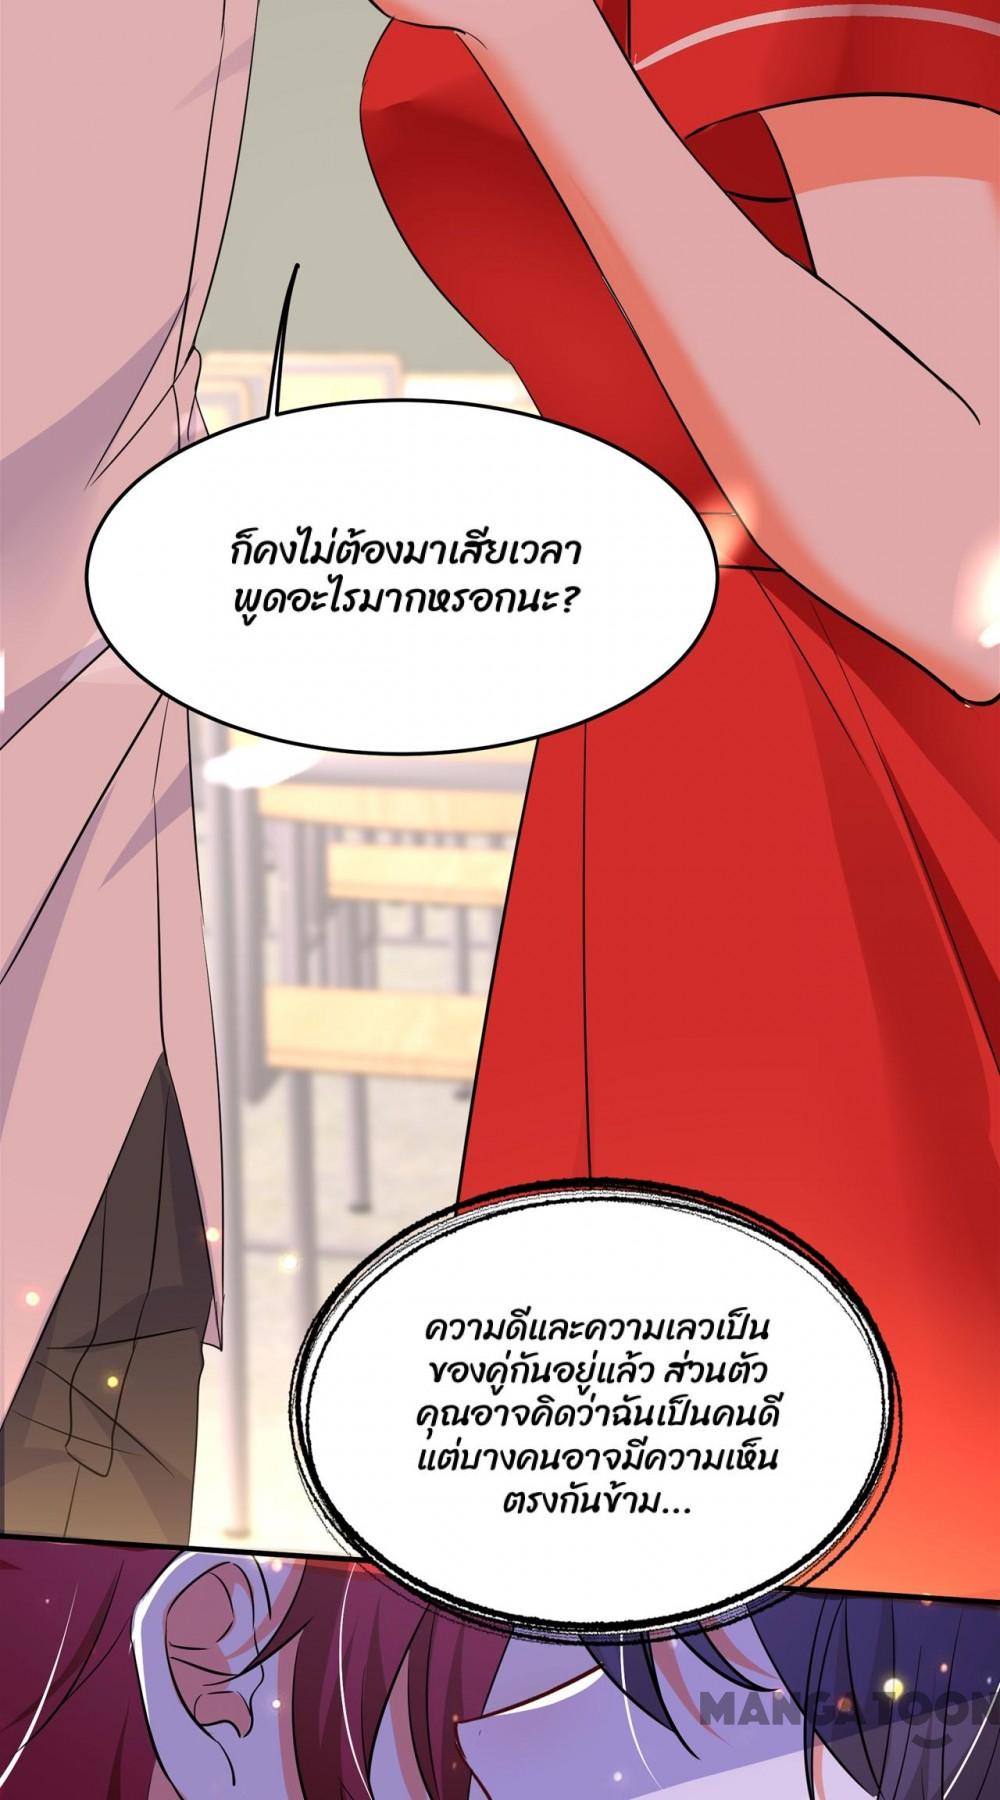 ก็คงไม่ต้องมาเสียเวลา
พูดอะไรมากหรอกนะ?
ความดีและความเลวเป็น
ของคู่กันอยู่แล้ว ส่วนตัว
คุณอาจคิดว่าฉันเป็นคนดี
แต่บางคนอาจมีความเห็น
ตรงกันข้าม...
MANGATOON